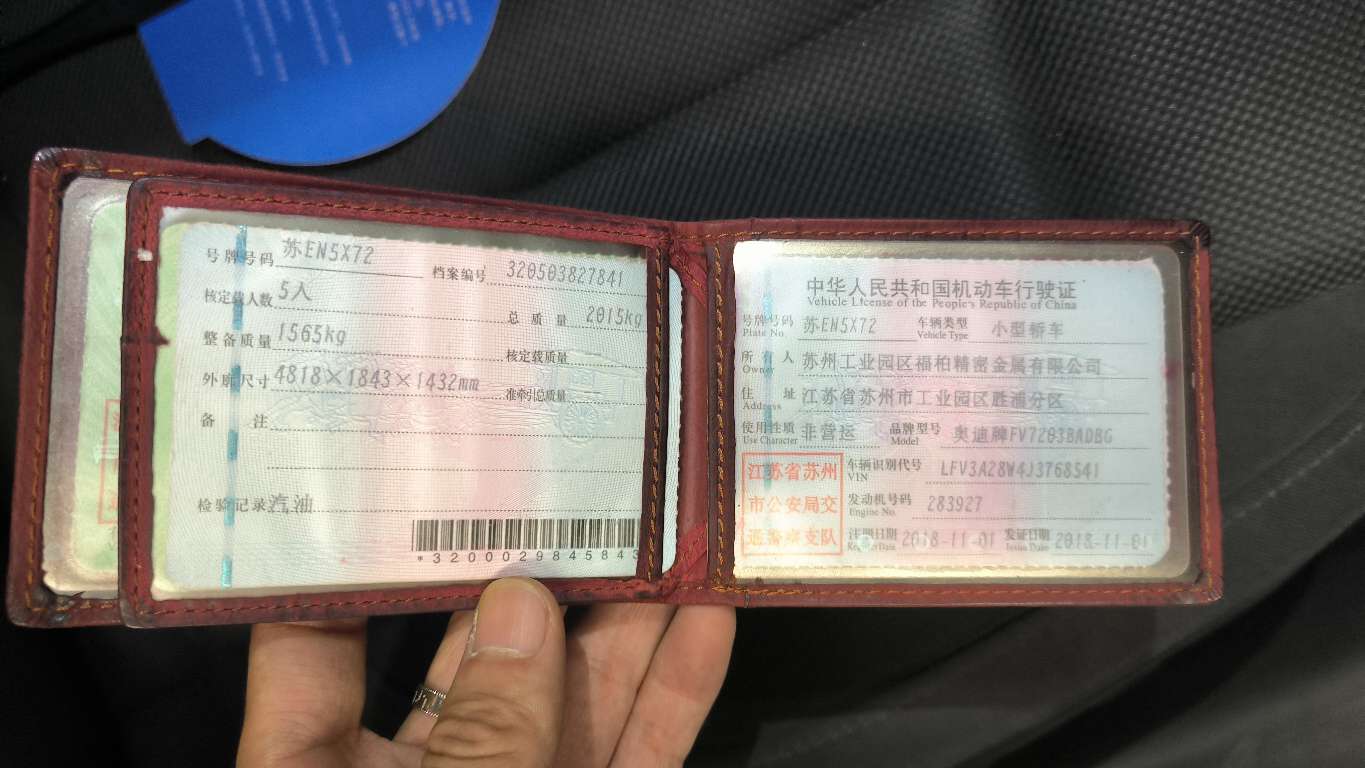 号牌号码 苏EN5X72 档案编号 320503827841
核定载人数 5人 总质量 2015kg
整备质量 1565kg 核定载质量
外廓尺寸 4818×1843×1432mm 准牵引总质量 ——
备 注
检验记录 汽油
*3200029845843
中华人民共和国机动车行驶证
Vehicle License of the People's Republic of China
号牌号码 苏EN5X72 车辆类型 小型轿车
Plate No. Vehicle Type
所有人 苏州工业园区福柏精密金属有限公司
Owner
住 址 江苏省苏州市工业园区胜浦分区
Address
使用性质 非营运 品牌型号 奥迪牌FV7203BADBG
Use Character Model
江苏省苏州
市公安局交
通警察支队
车辆识别代号 LFV3A28W4J3768541
VIN
发动机号码 283927
Engine No.
注册日期 2018-11-01 发证日期 2018-11-01
Register Date Issue Date